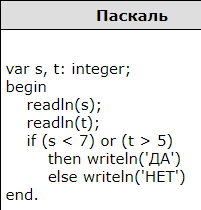 Паскаль
var s, t: integer;
begin
readln(s);
readln(t);
if (s < 7) or (t > 5)
then writeln('ДА')
else writeln('НЕТ')
end.